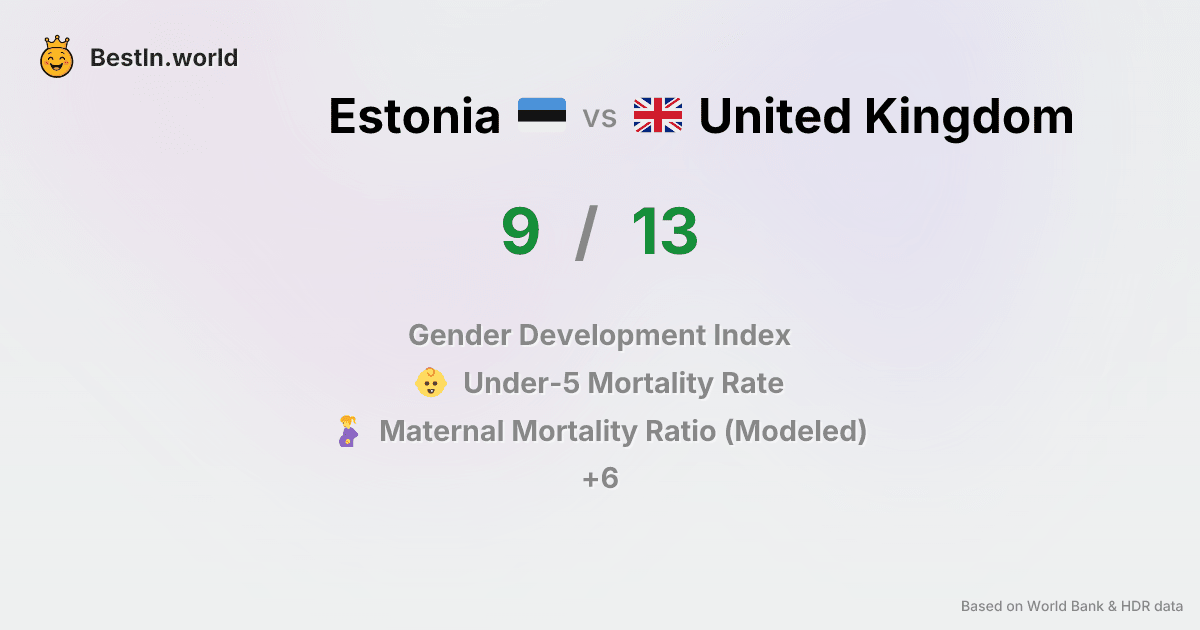 BestIn.world
Estonia vs United Kingdom
9 / 13
Gender Development Index
Under-5 Mortality Rate
Maternal Mortality Ratio (Modeled)
+6
Based on World Bank & HDR data